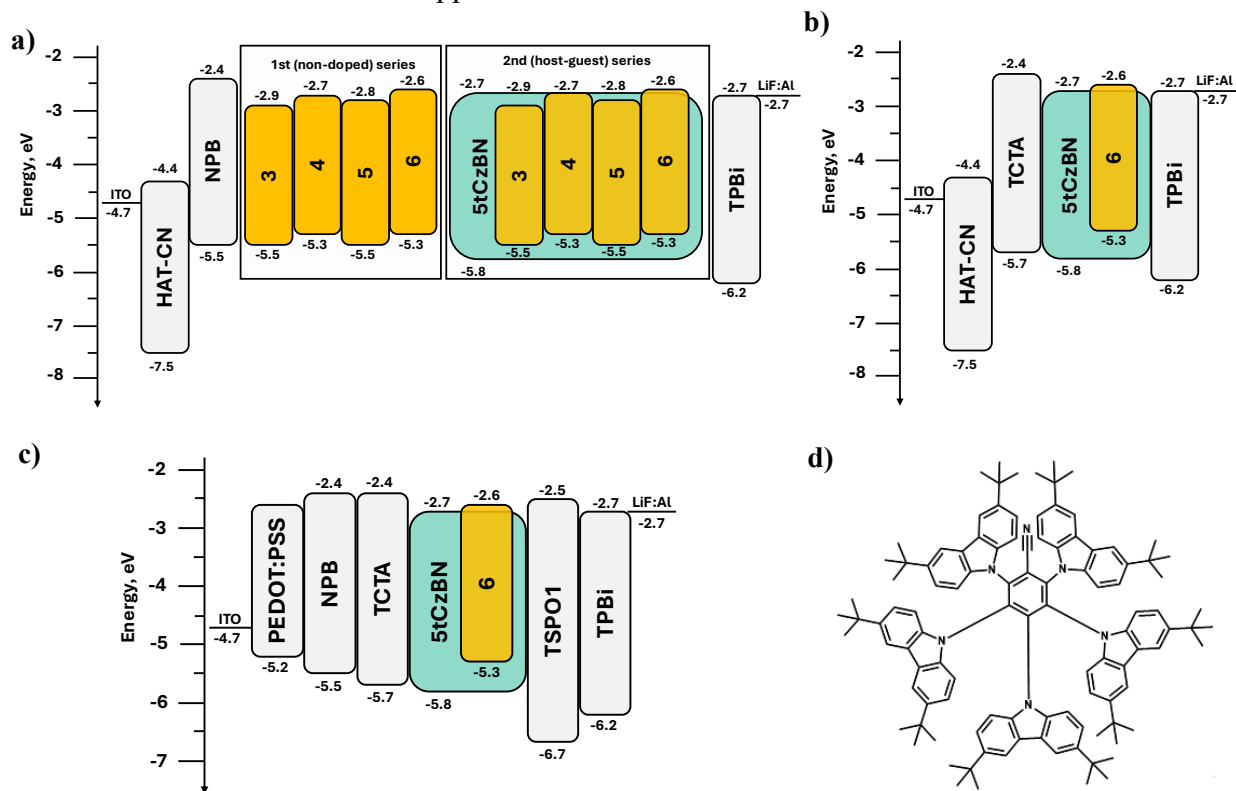 a)
Energy, eV
-2
-3
-4
-5
-6
-7
-8
ITO
-4.7
-4.4
HAT-CN
-7.5
-2.4
NPB
-5.5
1st (non-doped) series
-2.9
3
-5.5
-2.7
4
-5.3
-2.8
5
-5.5
-2.6
6
-5.3
2nd (host-guest) series
-2.7
5tCzBN
-5.8
-2.9
3
-5.5
-2.7
4
-5.3
-2.8
5
-5.5
-2.6
6
-5.3
-2.7
TPBi
-6.2
LiF:Al
-2.7
b)
Energy, eV
-2
-3
-4
-5
-6
-7
-8
ITO
-4.7
-4.4
HAT-CN
-7.5
-2.4
TCTA
-5.7
-2.7
5tCzBN
-5.8
-2.6
6
-5.3
-2.7
TPBi
-6.2
LiF:Al
-2.7
c)
Energy, eV
-2
-3
-4
-5
-6
-7
ITO
-4.7
PEDOT:PSS
-5.2
-2.4
NPB
-5.5
-2.4
TCTA
-5.7
-2.7
5tCzBN
-5.8
-2.6
6
-5.3
-2.5
TSPO1
-6.7
-2.7
TPBi
-6.2
LiF:Al
-2.7
d)
N
N
N
N
N
N